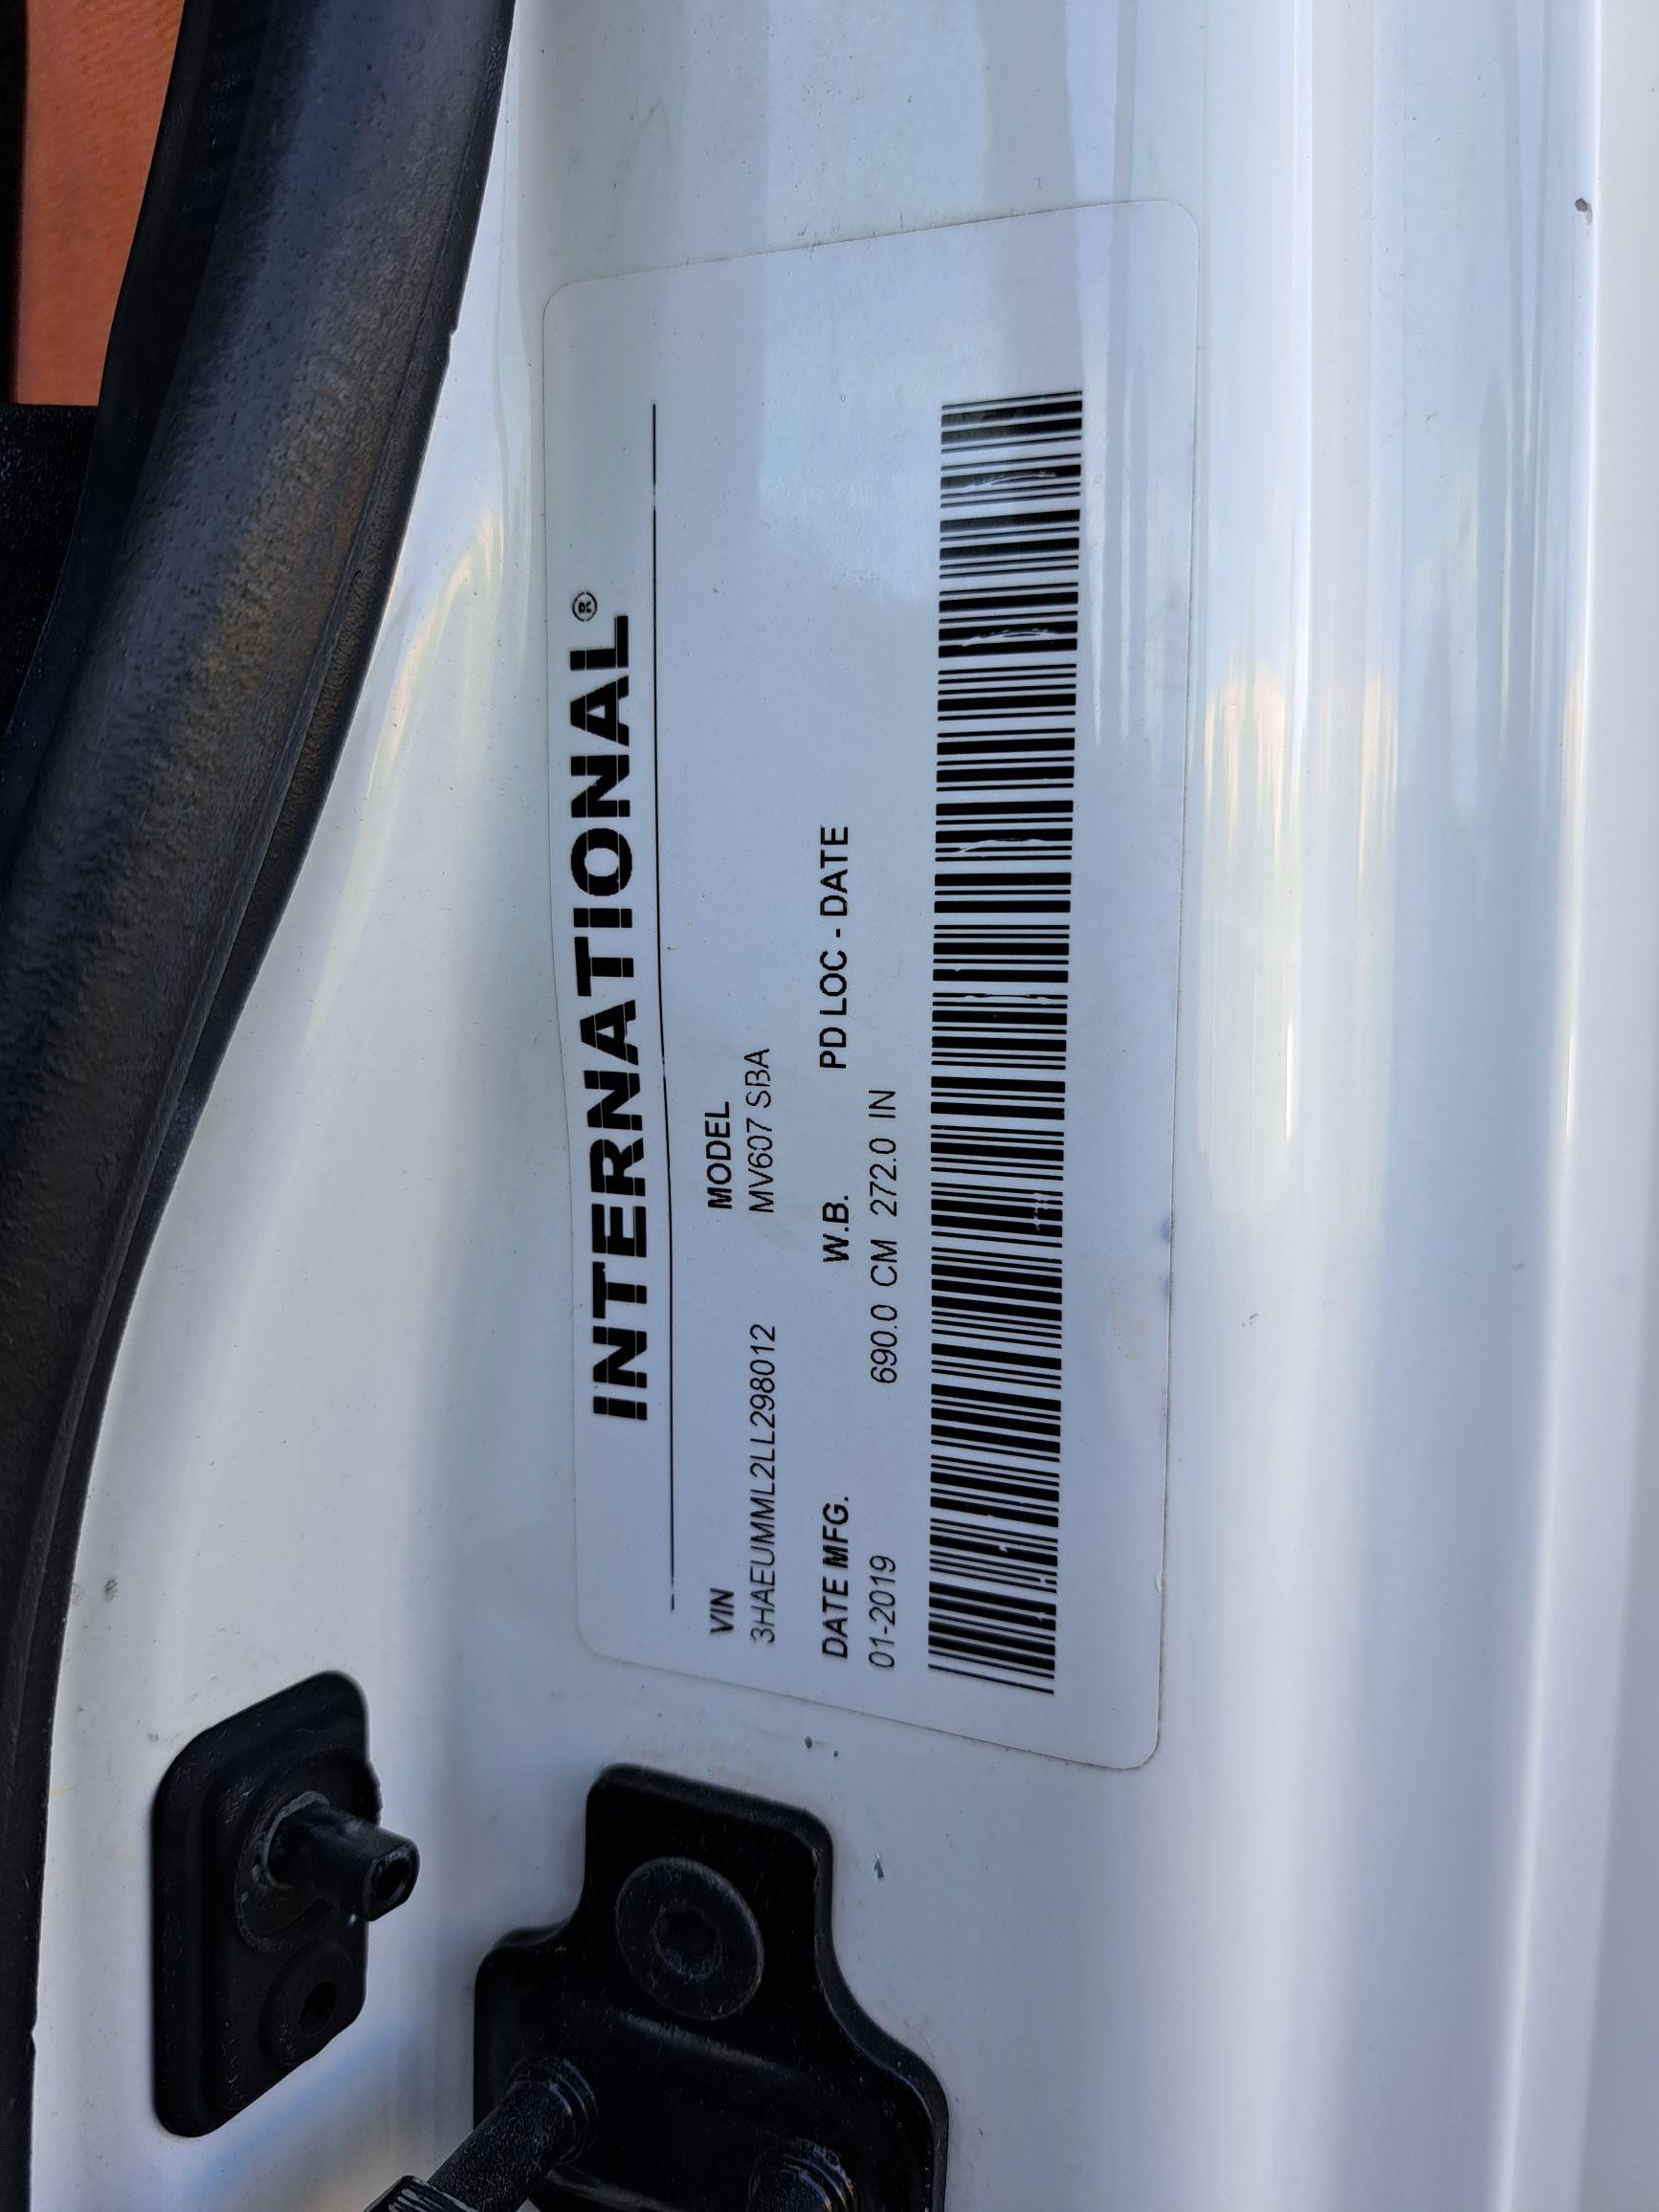 INTERNATIONAL®
VIN MODEL
3HAEUMML2LL298012 MV607 SBA
DATE MFG. W.B. PD LOC - DATE
01-2019 690.0 CM 272.0 IN